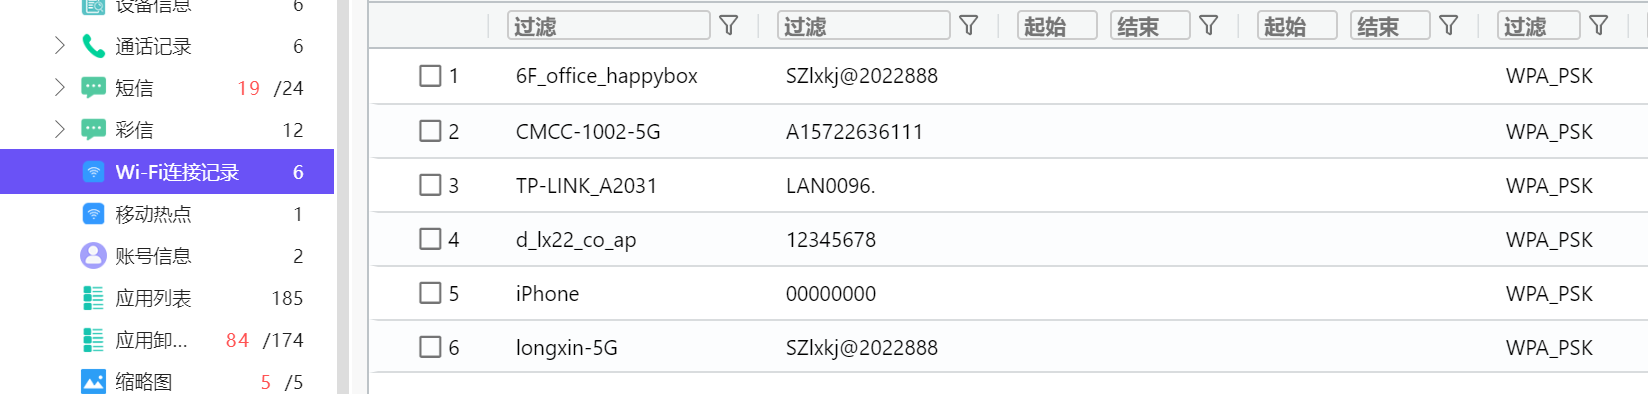 设备信息 6
通话记录 6
短信 19 /24
彩信 12
Wi-Fi连接记录 6
移动热点 1
账号信息 2
应用列表 185
应用卸... 84 /174
缩略图 5 /5
过滤 过滤 起始 结束 起始 结束 过滤
1 6F_office_happybox SZlxkj@2022888 WPA_PSK
2 CMCC-1002-5G A15722636111 WPA_PSK
3 TP-LINK_A2031 LAN0096. WPA_PSK
4 d_lx22_co_ap 12345678 WPA_PSK
5 iPhone 00000000 WPA_PSK
6 longxin-5G SZlxkj@2022888 WPA_PSK